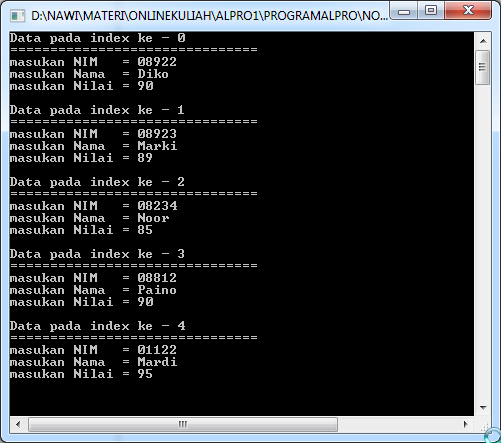 D:\NAWI\MATERI\ONLINEKULIAH\ALPRO1\PROGRAMALPRO\NO...
Data pada index ke - 0
===============================
masukan NIM   = 08922
masukan Nama  = Diko
masukan Nilai = 90
Data pada index ke - 1
===============================
masukan NIM   = 08923
masukan Nama  = Marki
masukan Nilai = 89
Data pada index ke - 2
===============================
masukan NIM   = 08234
masukan Nama  = Noor
masukan Nilai = 85
Data pada index ke - 3
===============================
masukan NIM   = 08812
masukan Nama  = Paino
masukan Nilai = 90
Data pada index ke - 4
===============================
masukan NIM   = 01122
masukan Nama  = Mardi
masukan Nilai = 95